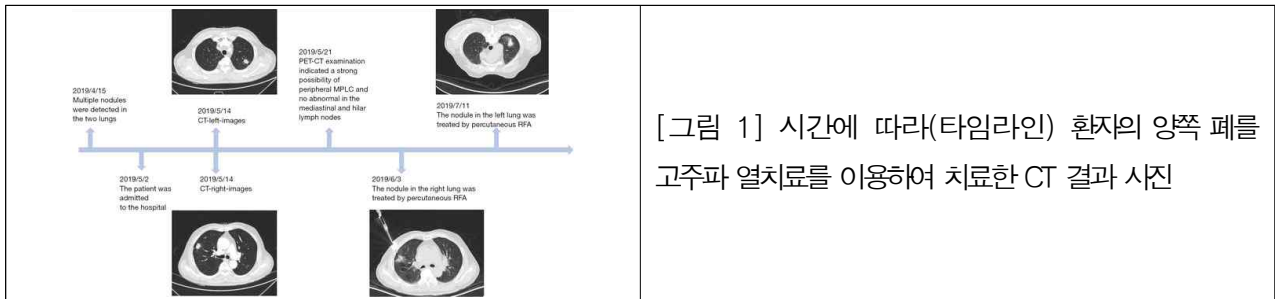 2019/4/15
Multiple nodules
were detected in
the two lungs
2019/5/2
The patient was
admitted
to the hospital
2019/5/14
CT-left-images
2019/5/14
CT-right-images
2019/5/21
PET-CT examination
indicated a strong
possibility of
peripheral MPLC and
no abnormal in the
mediastinal and hilar
lymph nodes
2019/6/3
The nodule in the right lung was
treated by percutaneous RFA
2019/7/11
The nodule in the left lung was
treated by percutaneous RFA
[그림 1] 시간에 따라(타임라인) 환자의 양쪽 폐를
고주파 열치료를 이용하여 치료한 CT 결과 사진